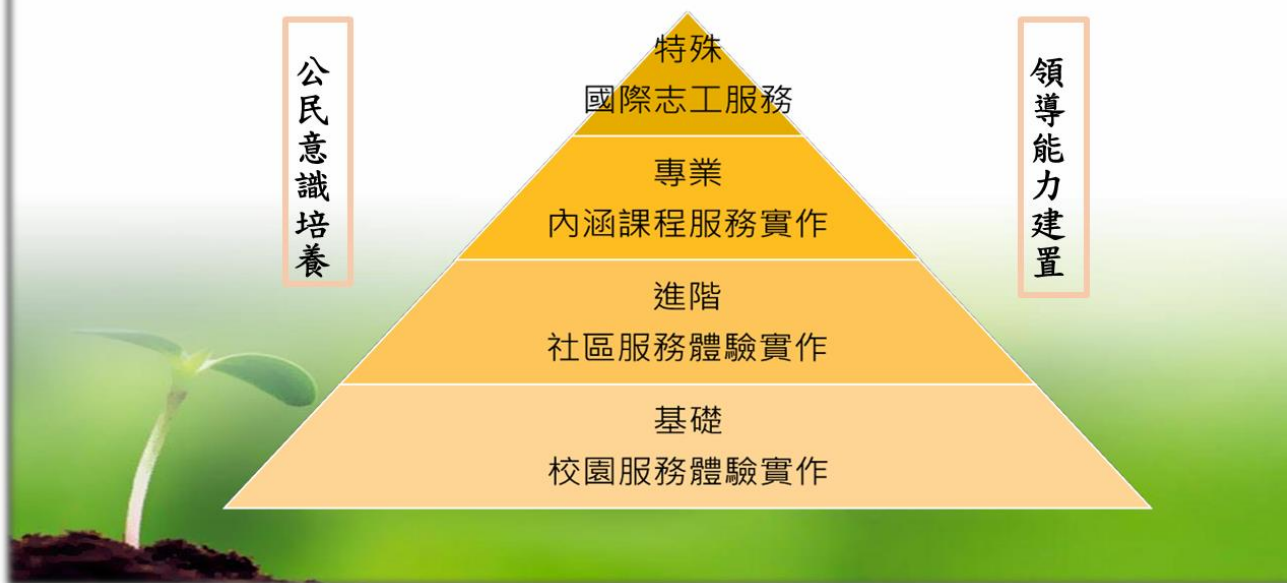 公民意識培養
特殊
國際志工服務
專業
內涵課程服務實作
進階
社區服務體驗實作
基礎
校園服務體驗實作
領導能力建置